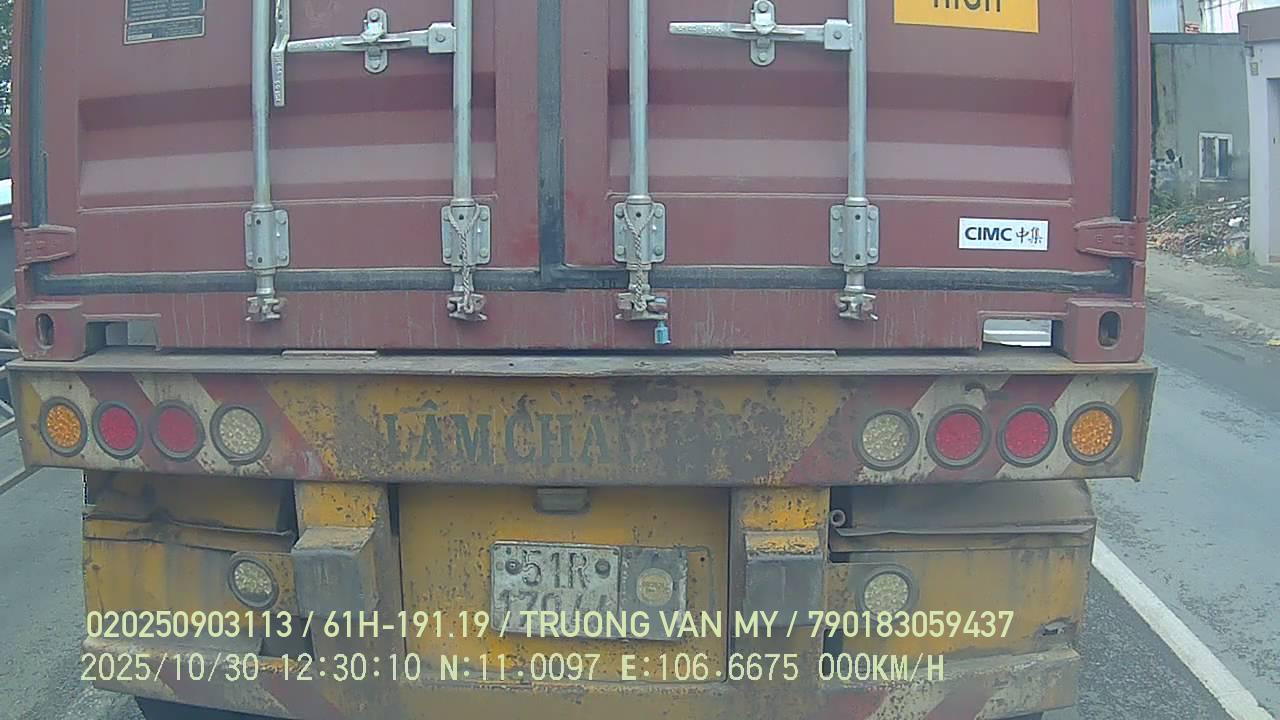 HIGH
CIMC 中集
LÂM CHA
51R
020250903113 / 61H-191.19 / TRUONG VAN MY / 790183059437
2025/10/30 12:30:10 N:11.0097 E:106.6675 000KM/H